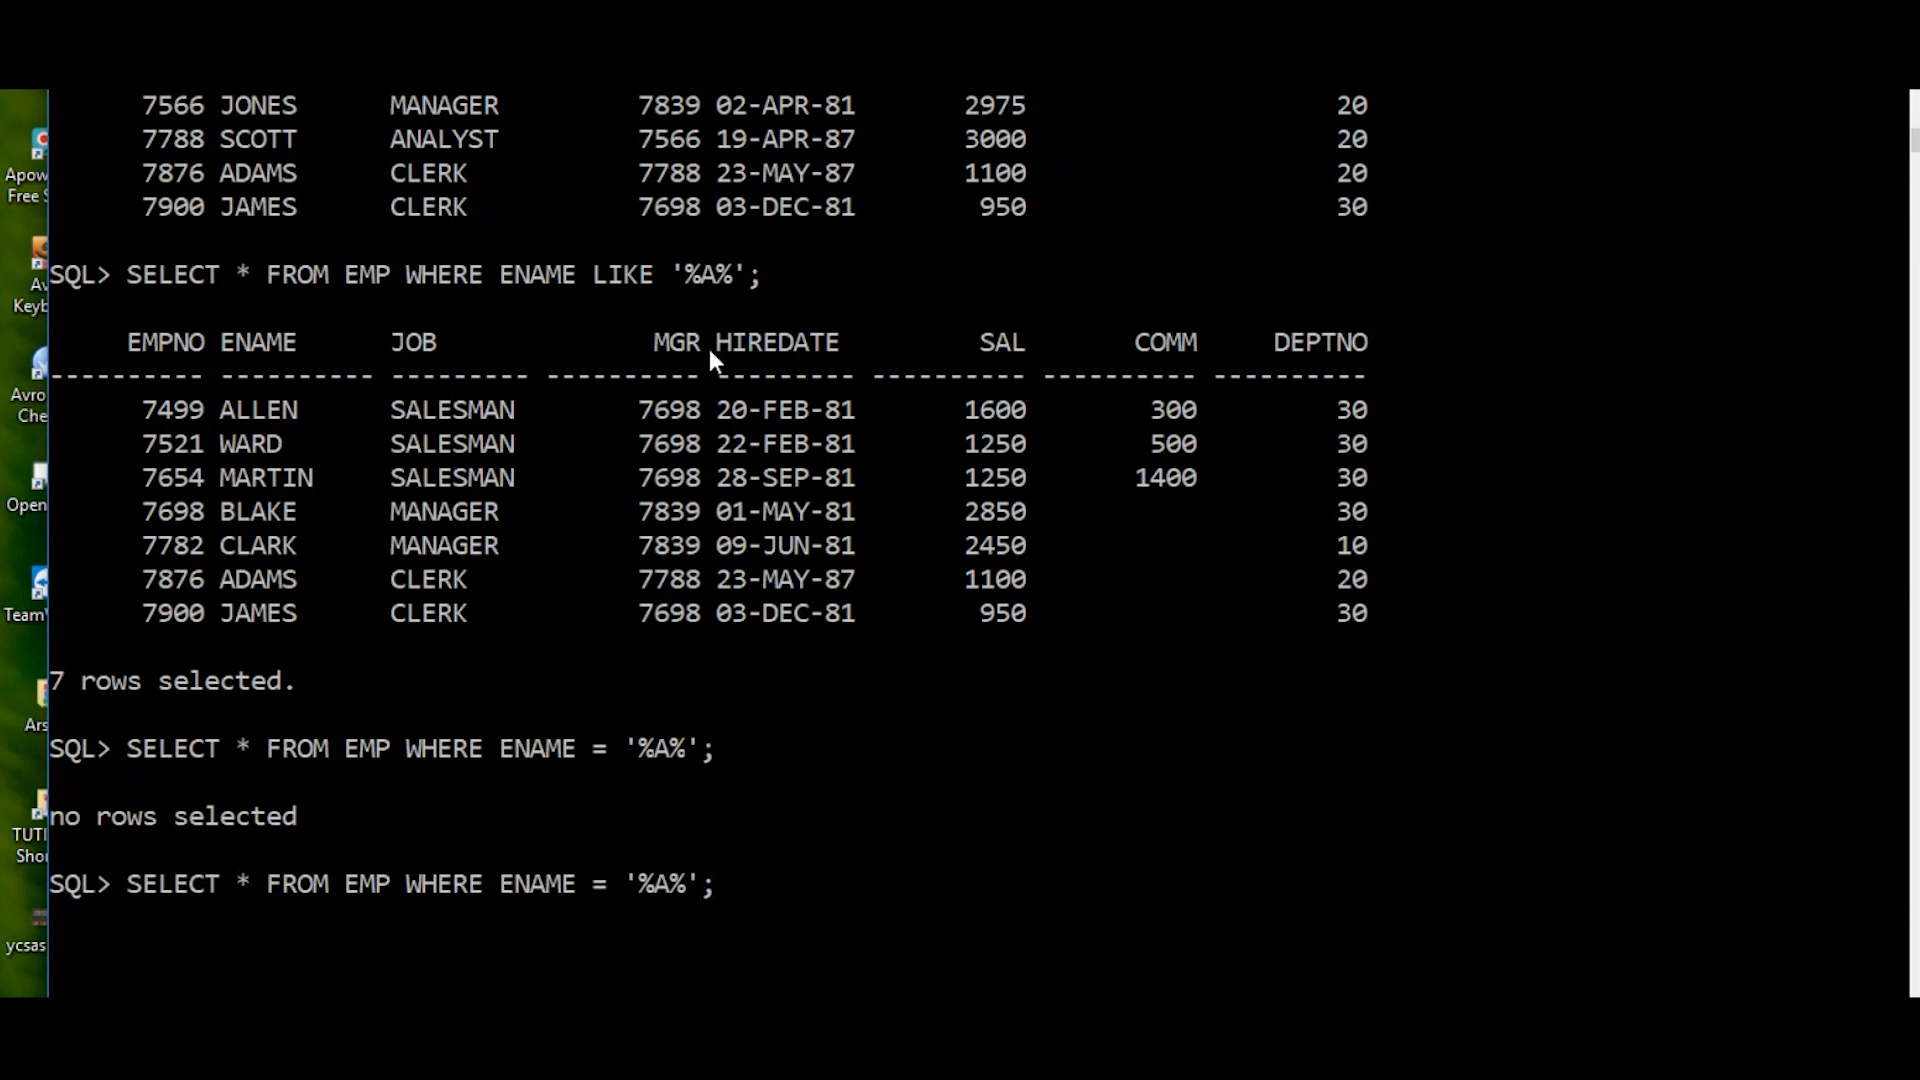 7566 JONES      MANAGER         7839 02-APR-81       2975                    20
7788 SCOTT      ANALYST         7566 19-APR-87       3000                    20
7876 ADAMS      CLERK           7788 23-MAY-87       1100                    20
7900 JAMES      CLERK           7698 03-DEC-81        950                    30
SQL> SELECT * FROM EMP WHERE ENAME LIKE '%A%';
EMPNO ENAME      JOB              MGR HIREDATE         SAL       COMM     DEPTNO
---------- ---------- --------- ---------- --------- ---------- ---------- ----------
7499 ALLEN      SALESMAN        7698 20-FEB-81       1600        300         30
7521 WARD       SALESMAN        7698 22-FEB-81       1250        500         30
7654 MARTIN     SALESMAN        7698 28-SEP-81       1250       1400         30
7698 BLAKE      MANAGER         7839 01-MAY-81       2850                    30
7782 CLARK      MANAGER         7839 09-JUN-81       2450                    10
7876 ADAMS      CLERK           7788 23-MAY-87       1100                    20
7900 JAMES      CLERK           7698 03-DEC-81        950                    30
7 rows selected.
SQL> SELECT * FROM EMP WHERE ENAME = '%A%';
no rows selected
SQL> SELECT * FROM EMP WHERE ENAME = '%A%';
Apow
Free S
Av
Keyb
Avro
Che
Open
Team
Ars
TUTI
Shor
ycsas